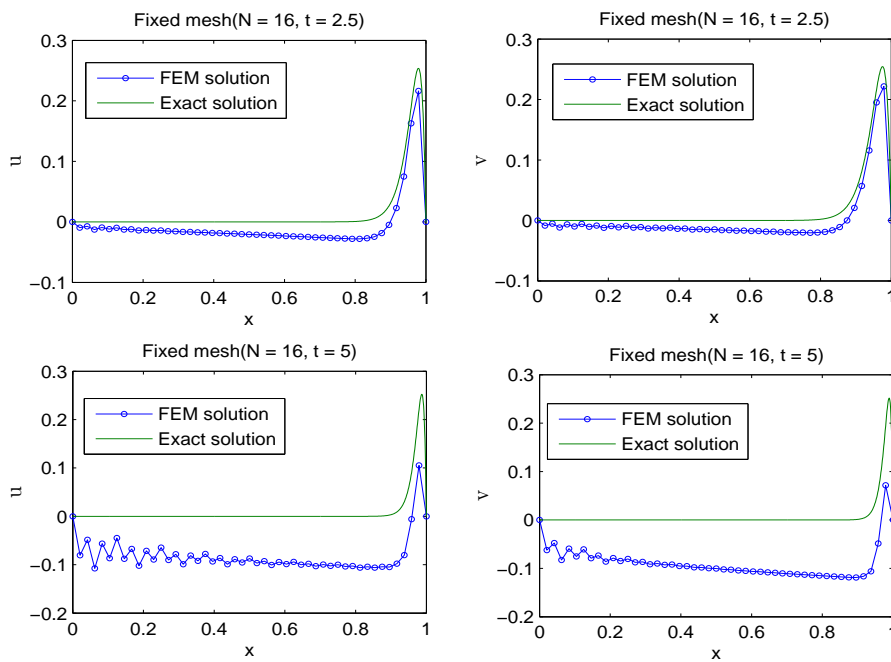 Fixed mesh(N = 16, t = 2.5)
0.3
0.2
0.1
0
−0.1
u
FEM solution
Exact solution
0
0.2
0.4
0.6
0.8
1
x
Fixed mesh(N = 16, t = 2.5)
0.3
0.2
0.1
0
−0.1
v
FEM solution
Exact solution
0
0.2
0.4
0.6
0.8
1
x
Fixed mesh(N = 16, t = 5)
0.3
0.2
0.1
0
−0.1
−0.2
u
FEM solution
Exact solution
0
0.2
0.4
0.6
0.8
1
x
Fixed mesh(N = 16, t = 5)
0.3
0.2
0.1
0
−0.1
−0.2
v
FEM solution
Exact solution
0
0.2
0.4
0.6
0.8
1
x